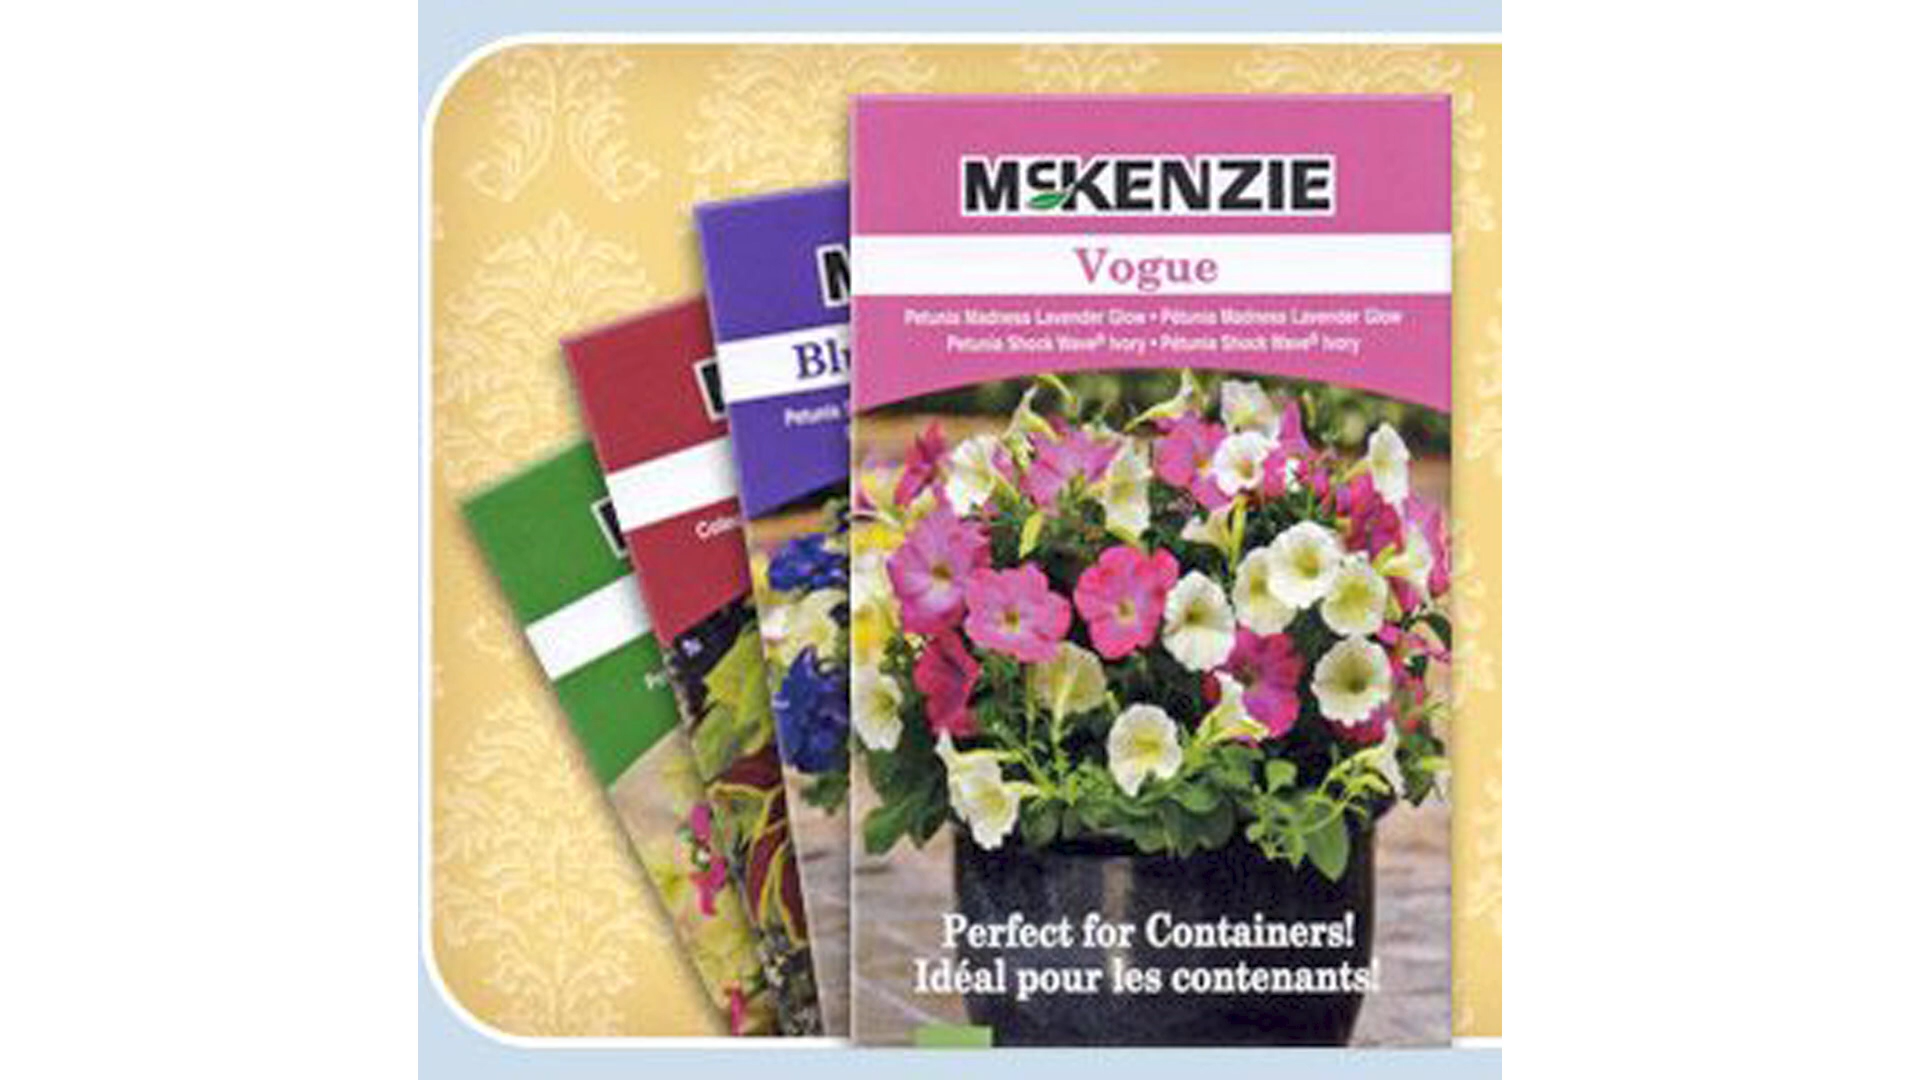 McKENZIE
Vogue
Petunia Madness Lavender Glow • Pétunia Madness Lavender Glow
Petunia Shock Wave® Ivory • Pétunia Shock Wave® Ivory
Petunia
Perfect for Containers!
Idéal pour les contenants!